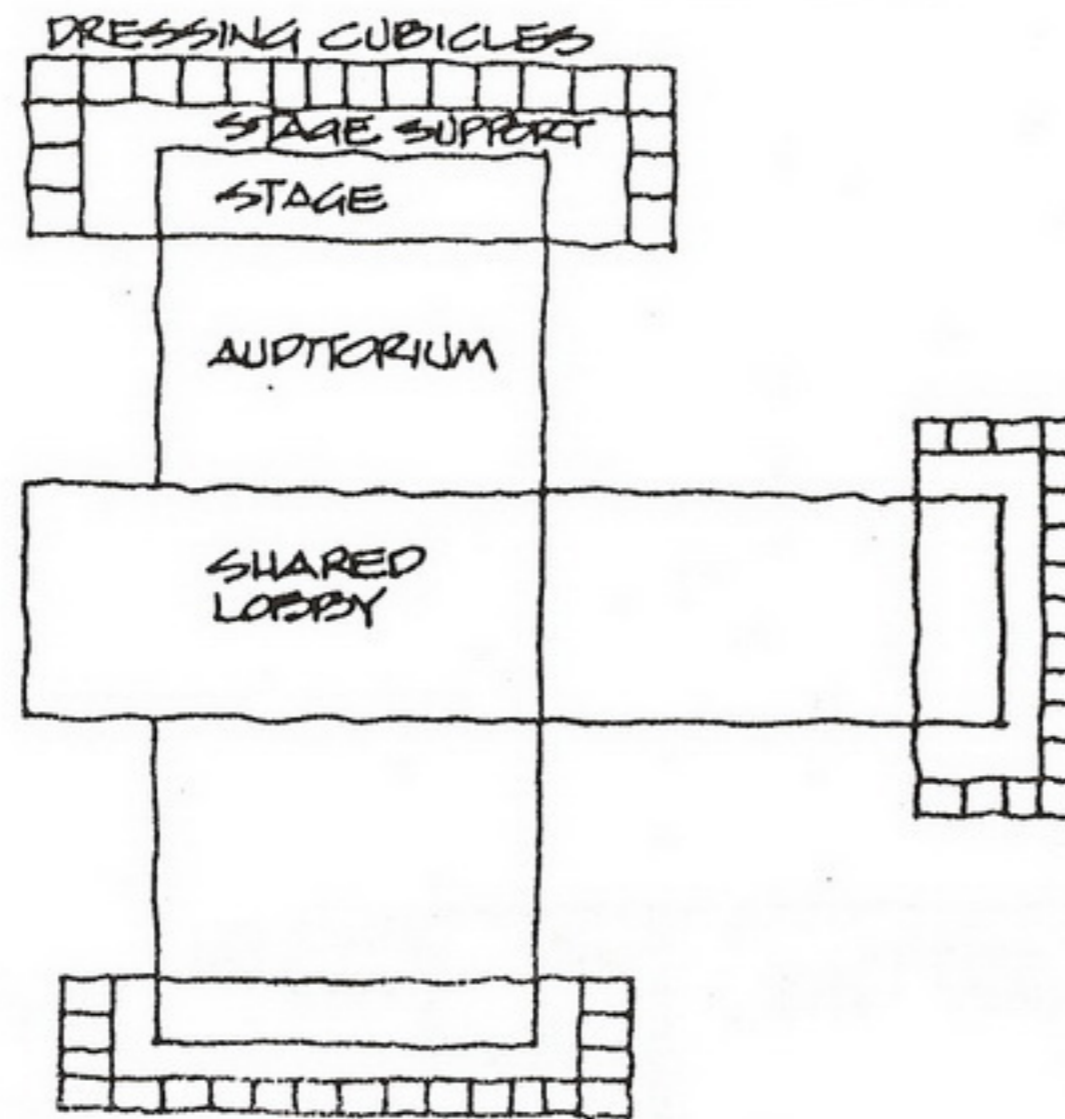 DRESSING CUBICLES
STAGE SUPPORT
STAGE
AUDITORIUM
SHARED
LOBBY